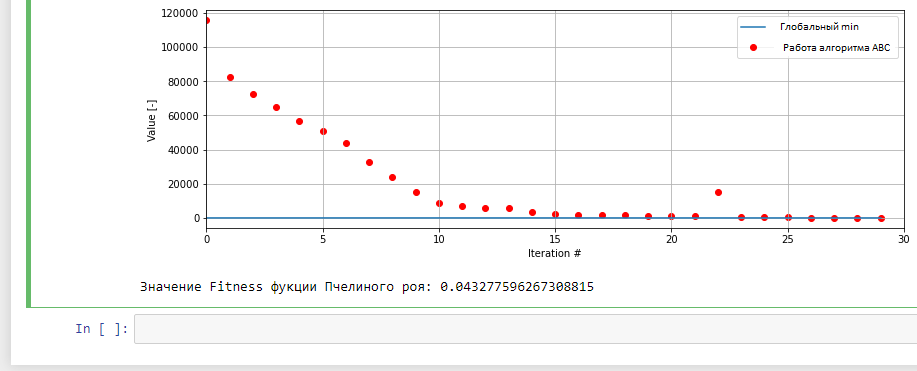 120000
100000
80000
60000
40000
20000
0
Value [-]
Глобальный min
Работа алгоритма ABC
0 5 10 15 20 25 30
Iteration #
Значение Fitness фукции Пчелиного роя: 0.043277596267308815
In [ ]: